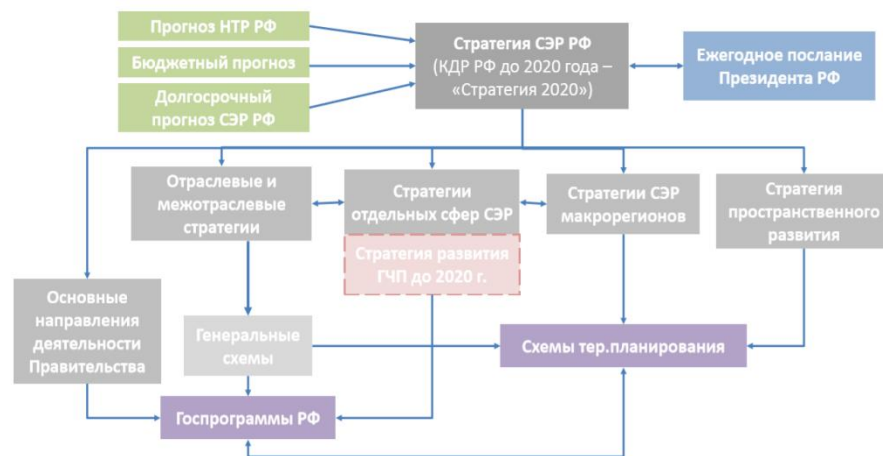 Прогноз НТР РФ
Бюджетный прогноз
Долгосрочный
прогноз СЭР РФ
Стратегия СЭР РФ
(КДР РФ до 2020 года –
«Стратегия 2020»)
Ежегодное послание
Президента РФ
Отраслевые и
межотраслевые
стратегии
Стратегии
отдельных сфер СЭР
Стратегия развития
ГЧП до 2020 г.
Стратегии СЭР
макрорегионов
Стратегия
пространственного
развития
Основные
направления
деятельности
Правительства
Генеральные
схемы
Схемы тер.планирования
Госпрограммы РФ